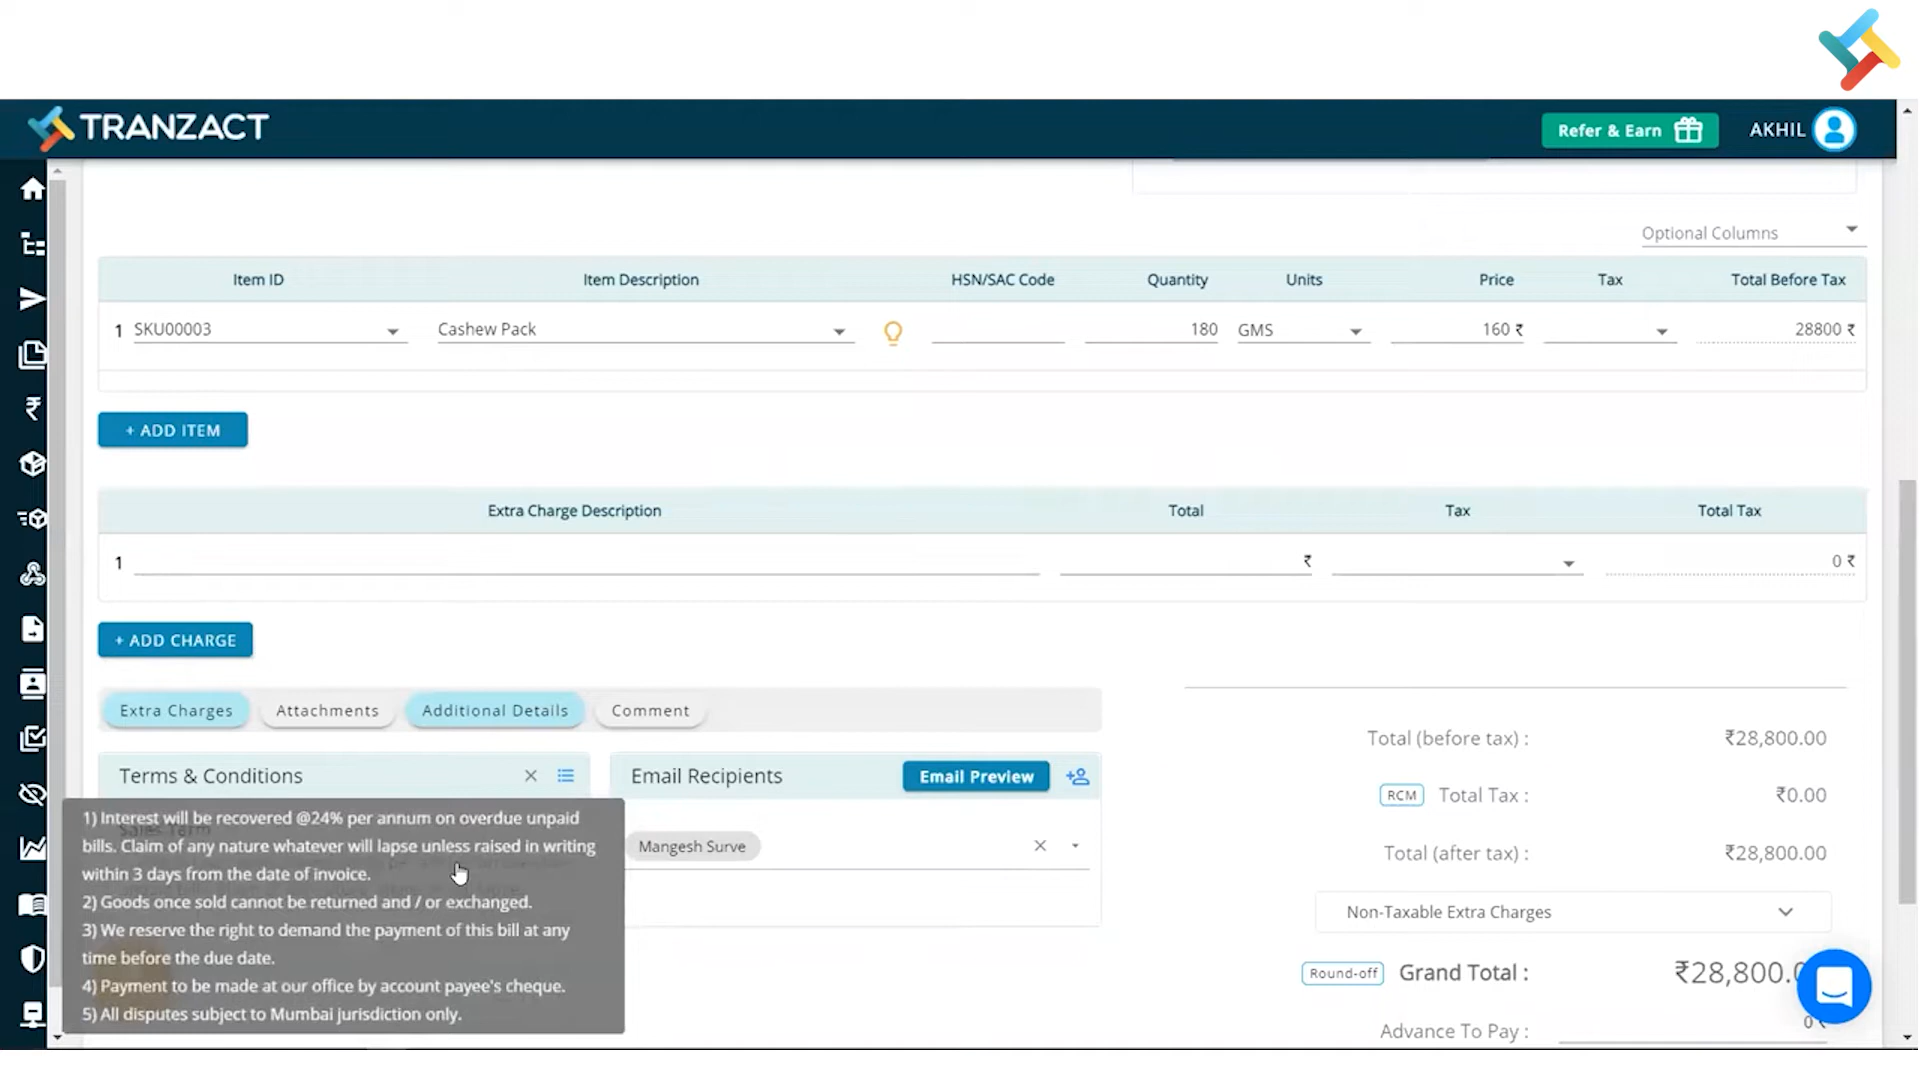 TRANZACT
Refer & Earn
AKHIL
Optional Columns
Item ID Item Description HSN/SAC Code Quantity Units Price Tax Total Before Tax
1 SKU00003 Cashew Pack 180 GMS 160 ₹ 28800 ₹
+ ADD ITEM
Extra Charge Description Total Tax Total Tax
1 ₹ 0 ₹
+ ADD CHARGE
Extra Charges Attachments Additional Details Comment
Terms & Conditions
Email Recipients Email Preview
Sales Term
1) Interest will be recovered @24% per annum on overdue unpaid
bills. Claim of any nature whatever will lapse unless raised in writing
within 3 days from the date of invoice.
2) Goods once sold cannot be returned and / or exchanged.
3) We reserve the right to demand the payment of this bill at any
time before the due date.
4) Payment to be made at our office by account payee's cheque.
5) All disputes subject to Mumbai jurisdiction only.
Mangesh Surve
Total (before tax) : ₹28,800.00
RCM Total Tax : ₹0.00
Total (after tax) : ₹28,800.00
Non-Taxable Extra Charges
Round-off Grand Total : ₹28,800.
Advance To Pay : 0 ₹